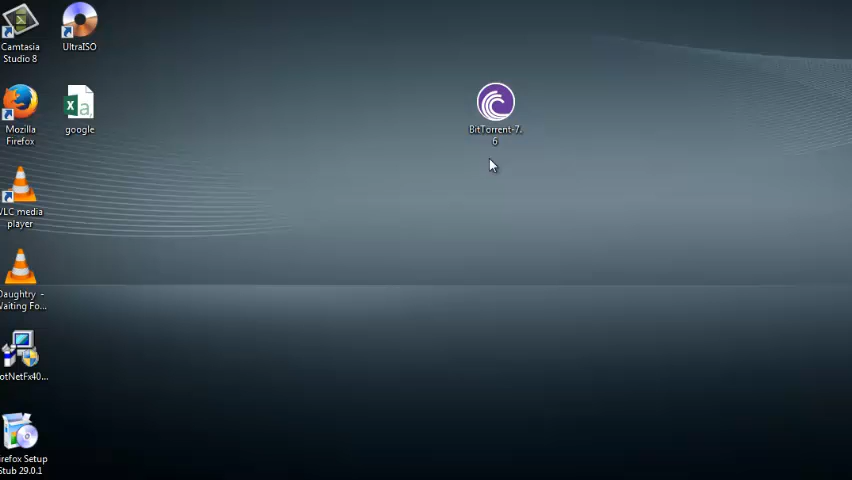 Camtasia
Studio 8
UltraISO
Mozilla
Firefox
google
a,
BitTorrent-7.
6
VLC media
player
Daughtry -
Waiting Fo...
otNetFx40...
irefox Setup
Stub 29.0.1